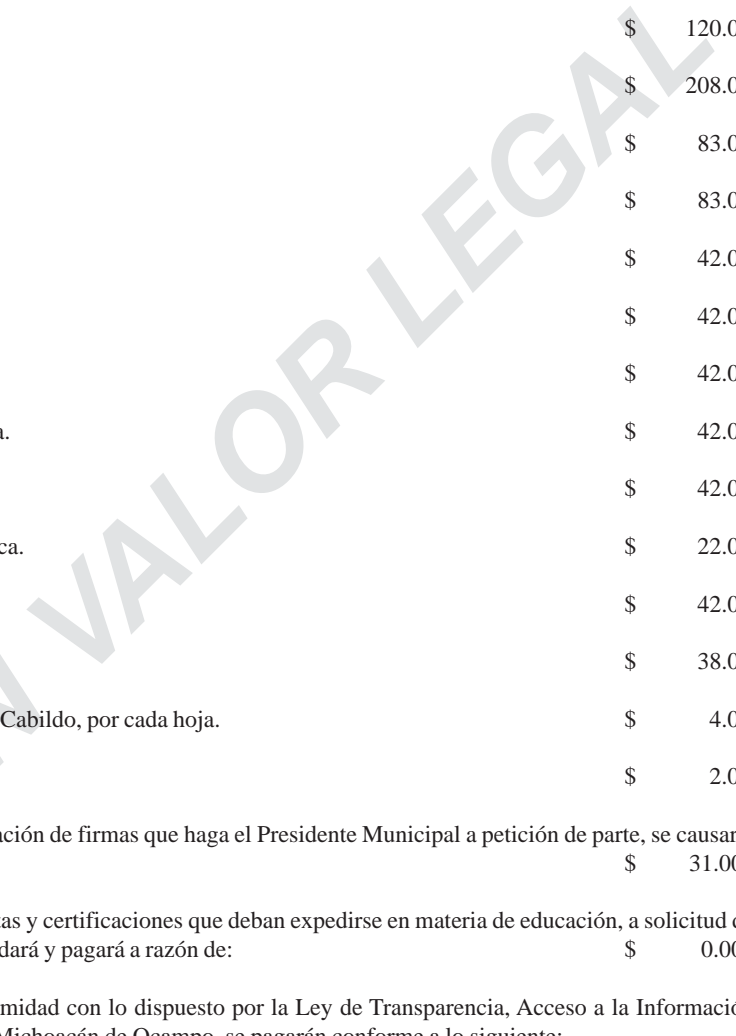 $ 120.0
$ 208.0
$ 83.0
$ 83.0
$ 42.0
$ 42.0
$ 42.0
a. $ 42.0
$ 42.0
ca. $ 22.0
$ 42.0
$ 38.0
Cabildo, por cada hoja. $ 4.0
$ 2.0
ación de firmas que haga el Presidente Municipal a petición de parte, se causar
$ 31.00
tas y certificaciones que deban expedirse en materia de educación, a solicitud d
dará y pagará a razón de: $ 0.00
midad con lo dispuesto por la Ley de Transparencia, Acceso a la Informació
Michoacán de Ocampo, se pagarán conforme a lo siguiente:
N VALOR LEGAL